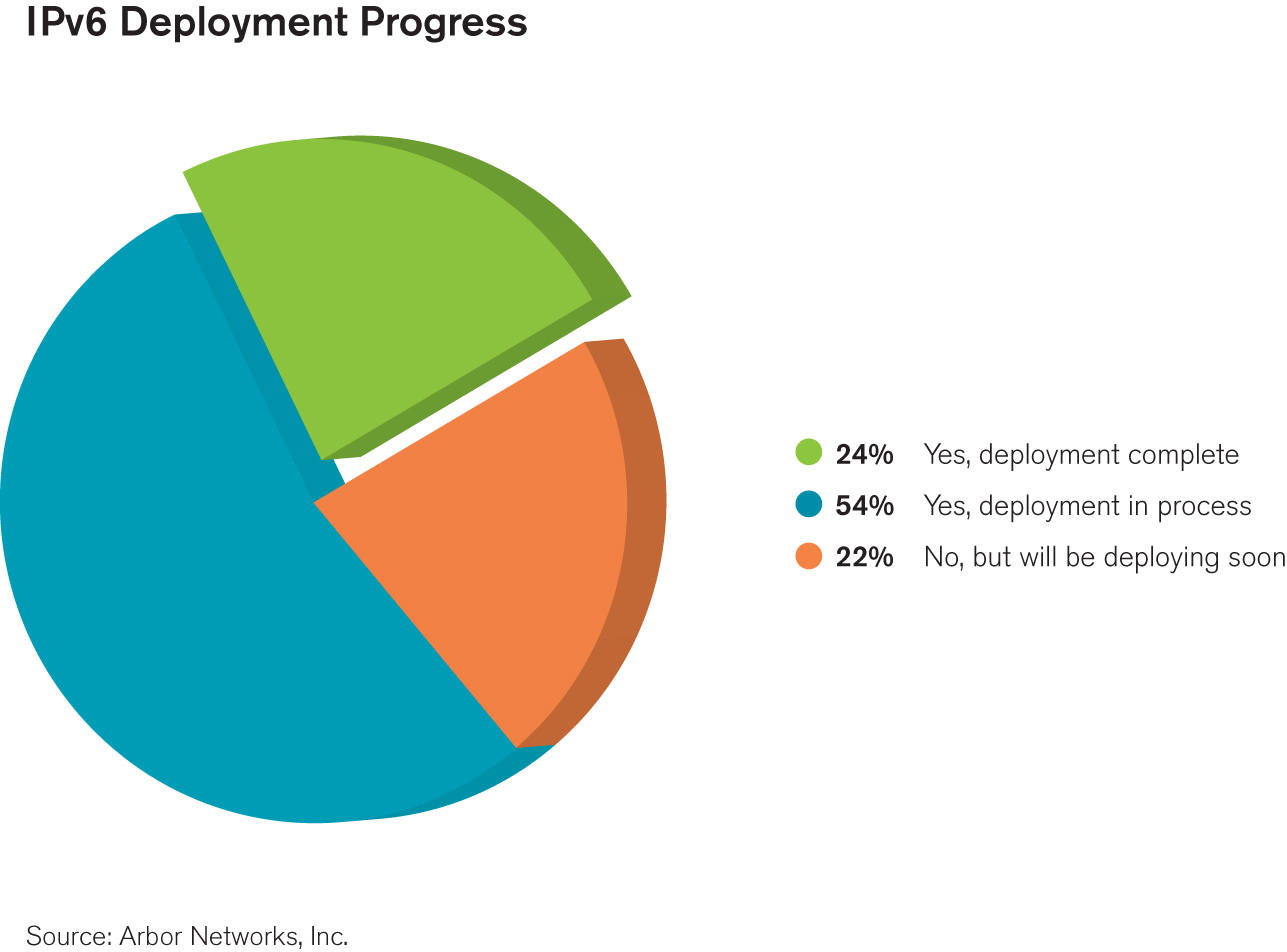 IPv6 Deployment Progress
24% Yes, deployment complete
54% Yes, deployment in process
22% No, but will be deploying soon
Source: Arbor Networks, Inc.